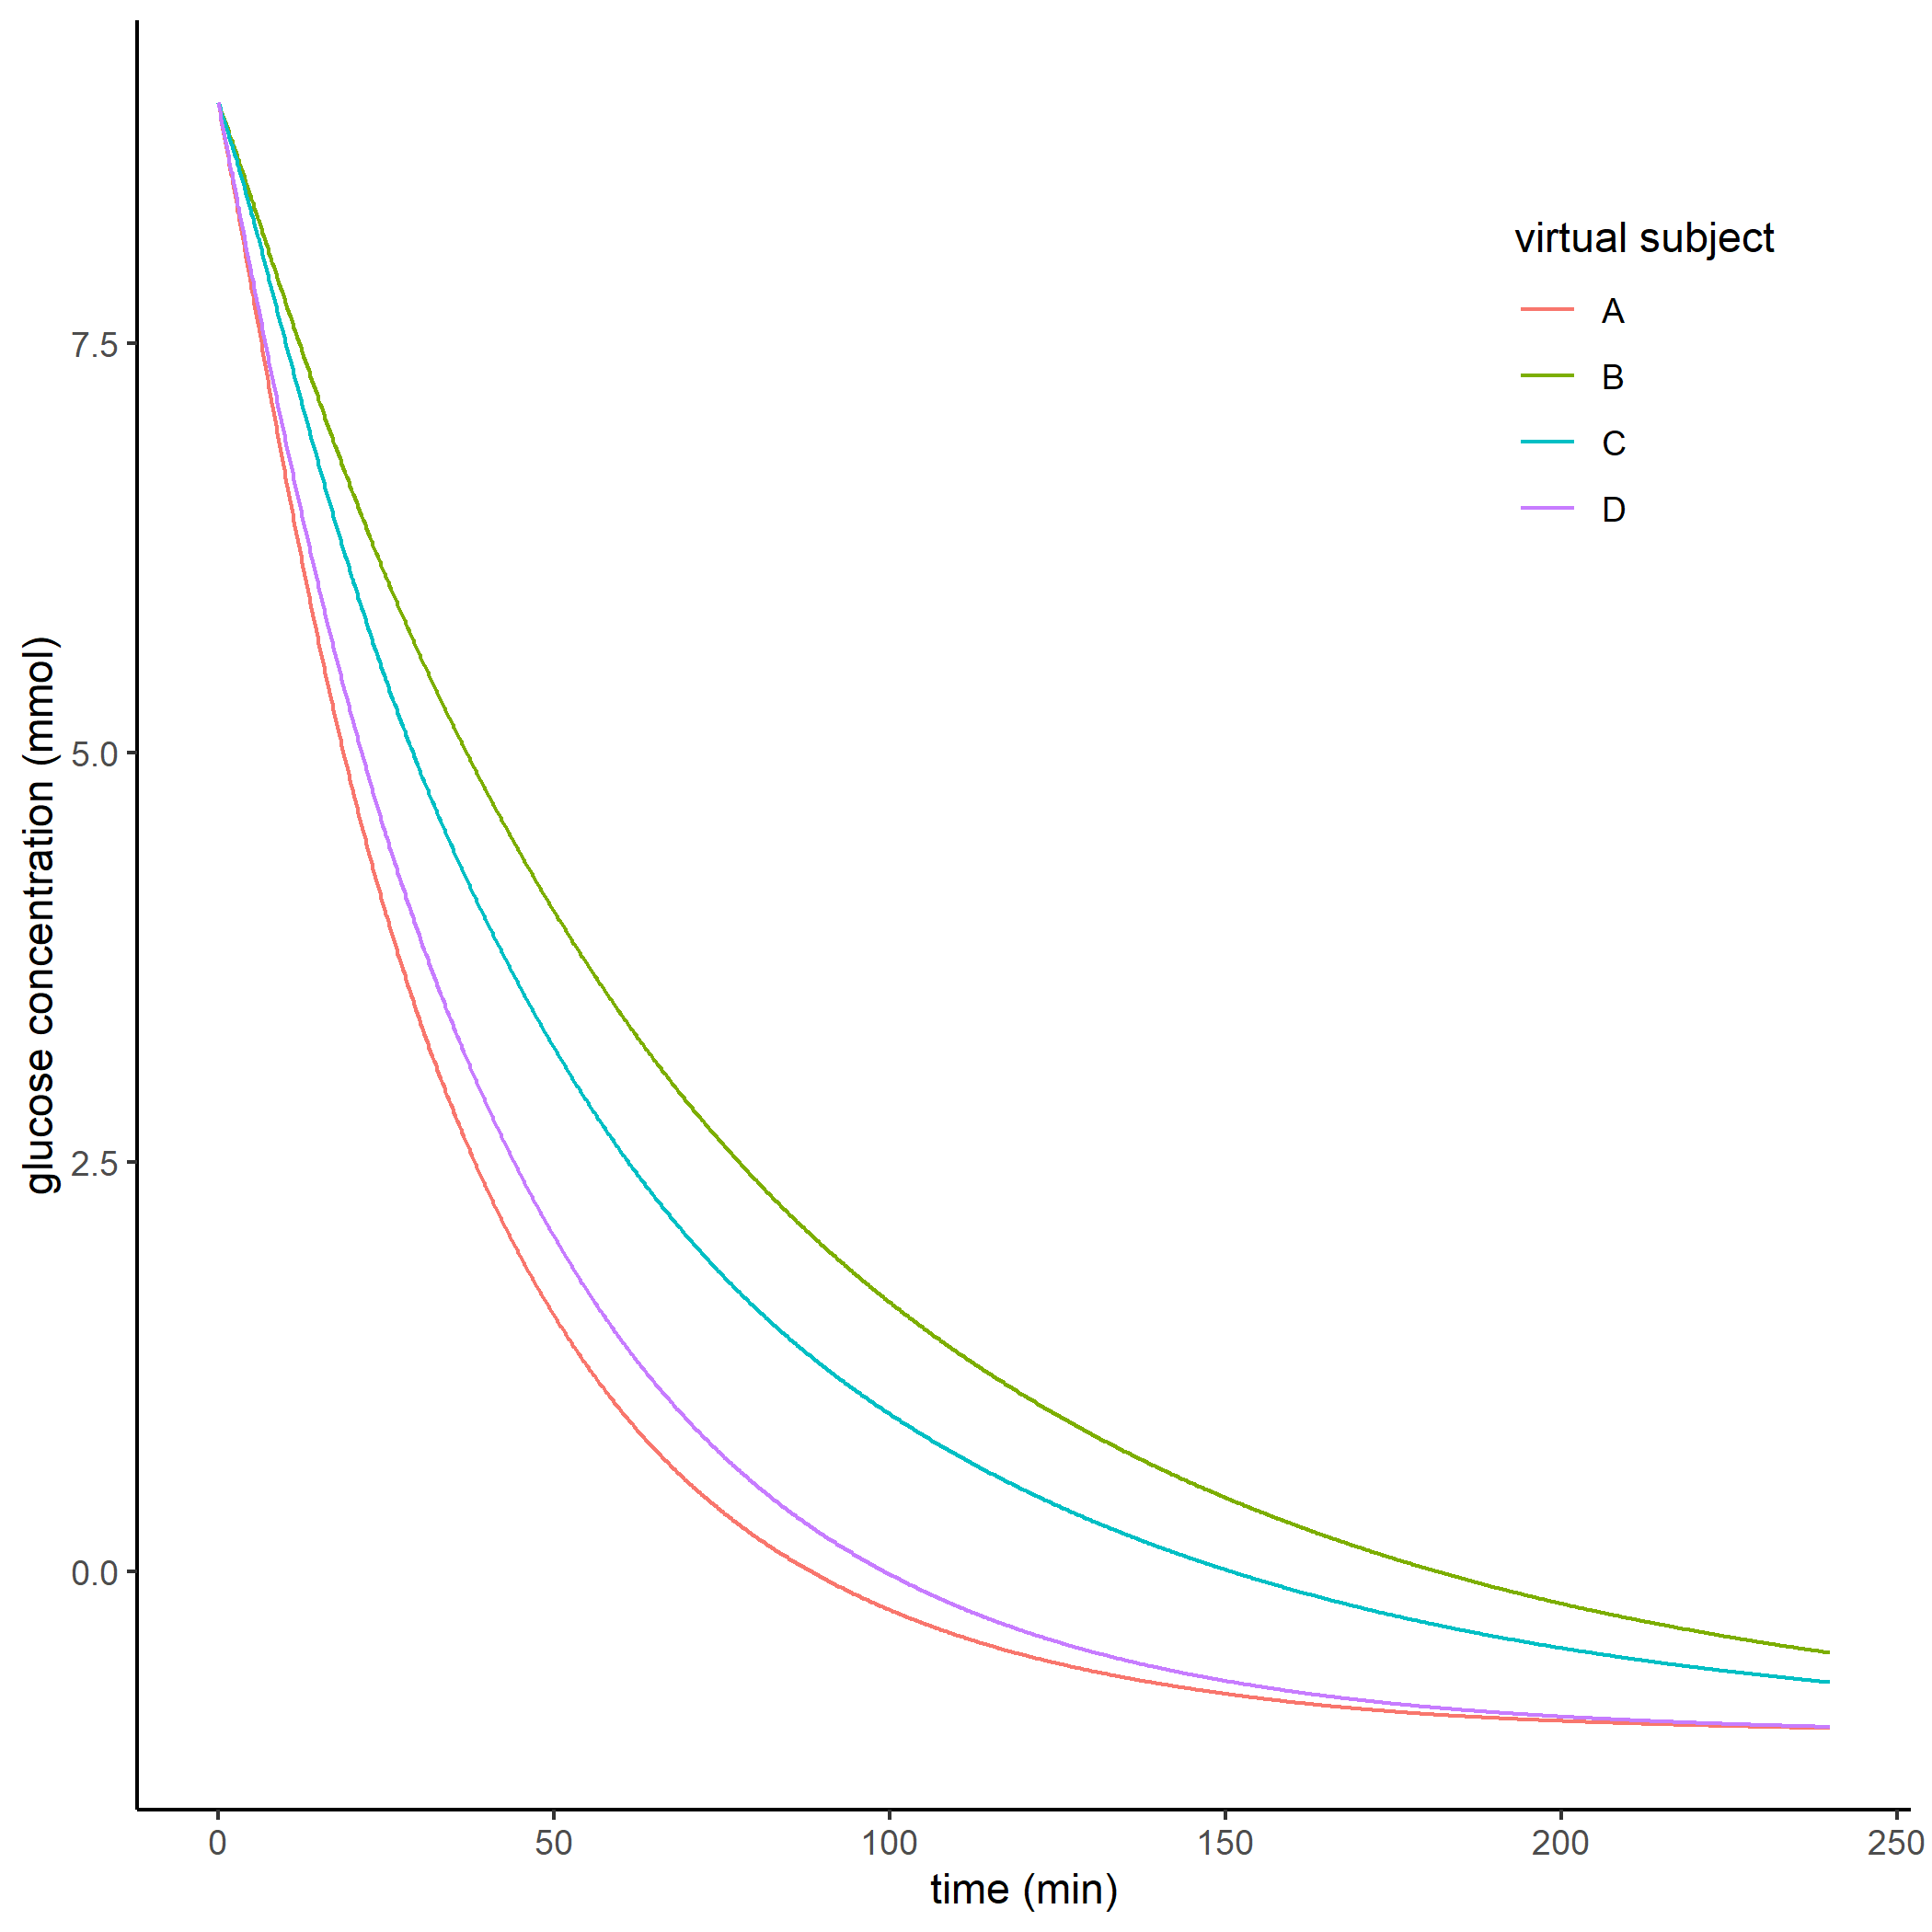 virtual subject
A
B
C
D
glucose concentration (mmol)
7.5
5.0
2.5
0.0
0 50 100 150 200 250
time (min)